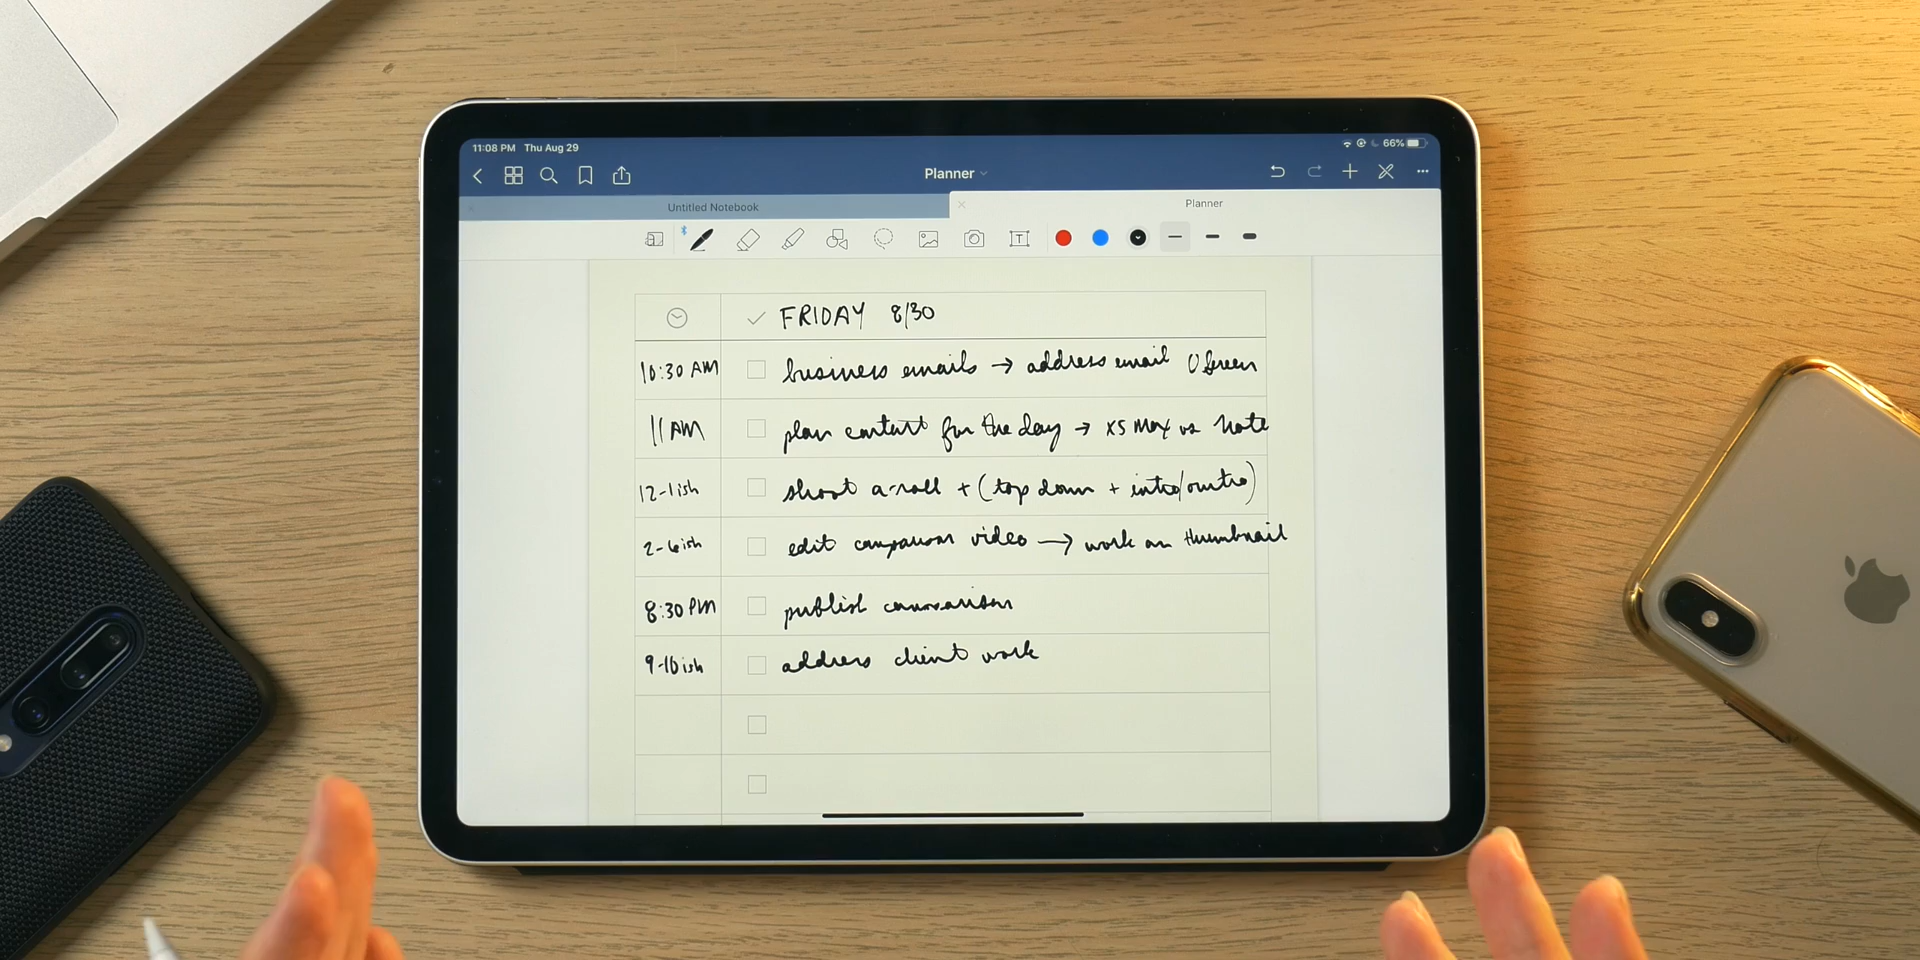 11:08 PM Thu Aug 29 66%
Planner
Untitled Notebook Planner
T
FRIDAY 8/30
10:30 AM business emails → address email
11 AM plan content for the day → XS Max vs Note
12-1ish shoot a-roll + (top down + intro/outro)
2-6ish edit comparison video → work on thumbnail
8:30 PM publish comparison
9-10ish address client work